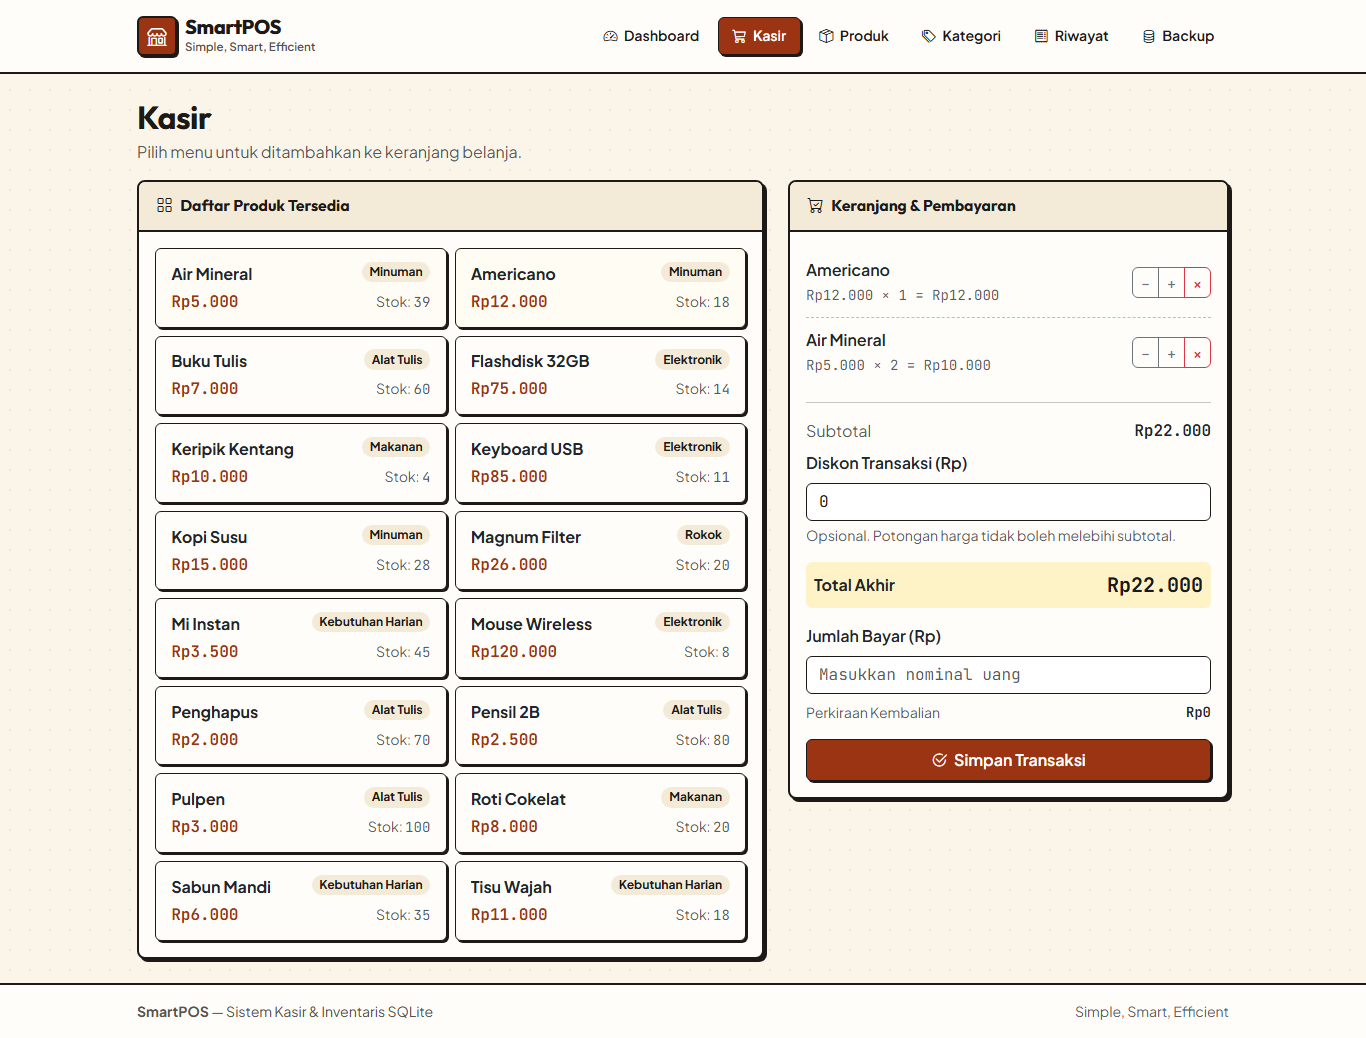 SmartPOS
Simple, Smart, Efficient
Dashboard
Kasir
Produk
Kategori
Riwayat
Backup
Kasir
Pilih menu untuk ditambahkan ke keranjang belanja.
Daftar Produk Tersedia
Air Mineral Minuman
Rp5.000 Stok: 39
Americano Minuman
Rp12.000 Stok: 18
Buku Tulis Alat Tulis
Rp7.000 Stok: 60
Flashdisk 32GB Elektronik
Rp75.000 Stok: 14
Keripik Kentang Makanan
Rp10.000 Stok: 4
Keyboard USB Elektronik
Rp85.000 Stok: 11
Kopi Susu Minuman
Rp15.000 Stok: 28
Magnum Filter Rokok
Rp26.000 Stok: 20
Mi Instan Kebutuhan Harian
Rp3.500 Stok: 45
Mouse Wireless Elektronik
Rp120.000 Stok: 8
Penghapus Alat Tulis
Rp2.000 Stok: 70
Pensil 2B Alat Tulis
Rp2.500 Stok: 80
Pulpen Alat Tulis
Rp3.000 Stok: 100
Roti Cokelat Makanan
Rp8.000 Stok: 20
Sabun Mandi Kebutuhan Harian
Rp6.000 Stok: 35
Tisu Wajah Kebutuhan Harian
Rp11.000 Stok: 18
Keranjang & Pembayaran
Americano
Rp12.000 × 1 = Rp12.000
− + ×
Air Mineral
Rp5.000 × 2 = Rp10.000
− + ×
Subtotal Rp22.000
Diskon Transaksi (Rp)
0
Opsional. Potongan harga tidak boleh melebihi subtotal.
Total Akhir Rp22.000
Jumlah Bayar (Rp)
Masukkan nominal uang
Perkiraan Kembalian Rp0
Simpan Transaksi
SmartPOS — Sistem Kasir & Inventaris SQLite
Simple, Smart, Efficient